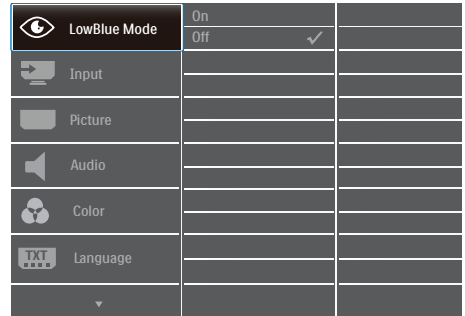 LowBlue Mode
On
Off
Input
Picture
Audio
Color
TXT
Language